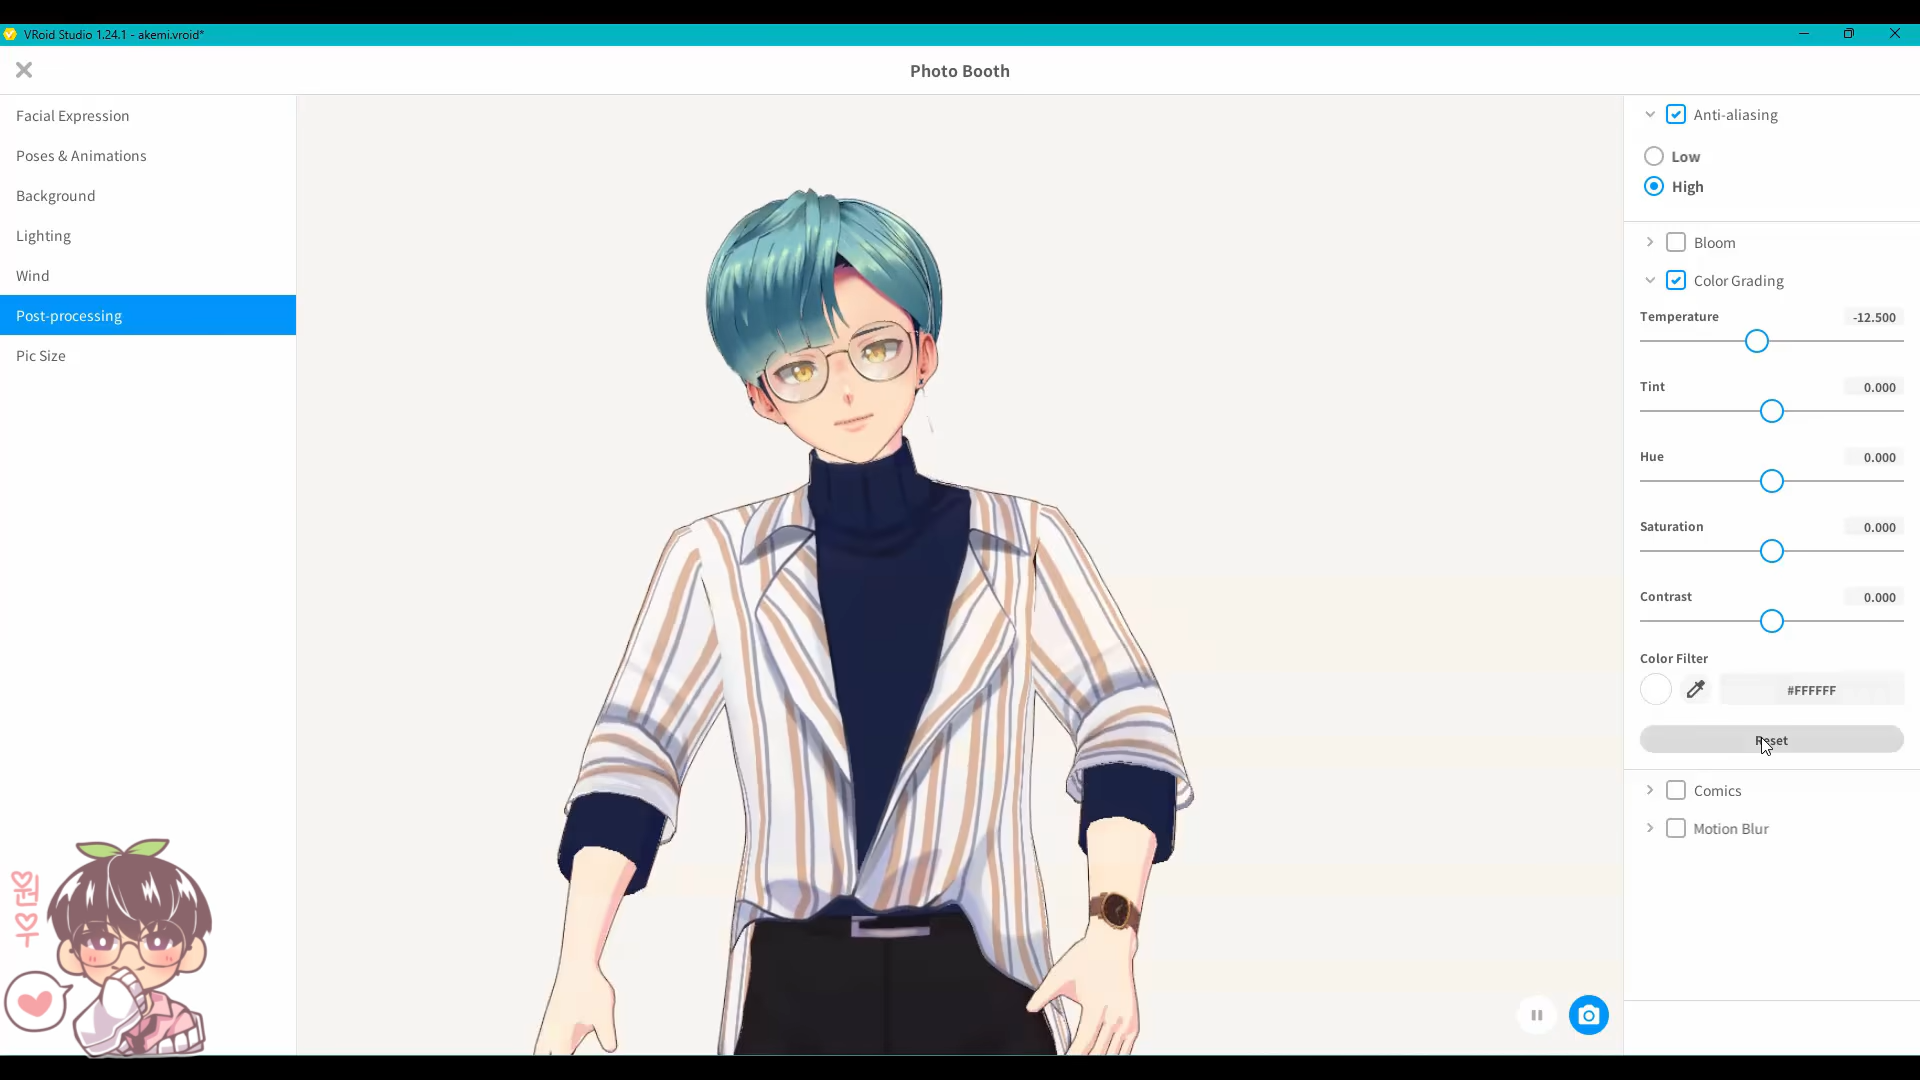 VRoid Studio 1.24.1 - akemi.vroid*
Photo Booth
Facial Expression
Poses & Animations
Background
Lighting
Wind
Post-processing
Pic Size
Anti-aliasing
Low
High
Bloom
Color Grading
Temperature -12.500
Tint 0.000
Hue 0.000
Saturation 0.000
Contrast 0.000
Color Filter
#FFFFFF
Reset
Comics
Motion Blur
원우